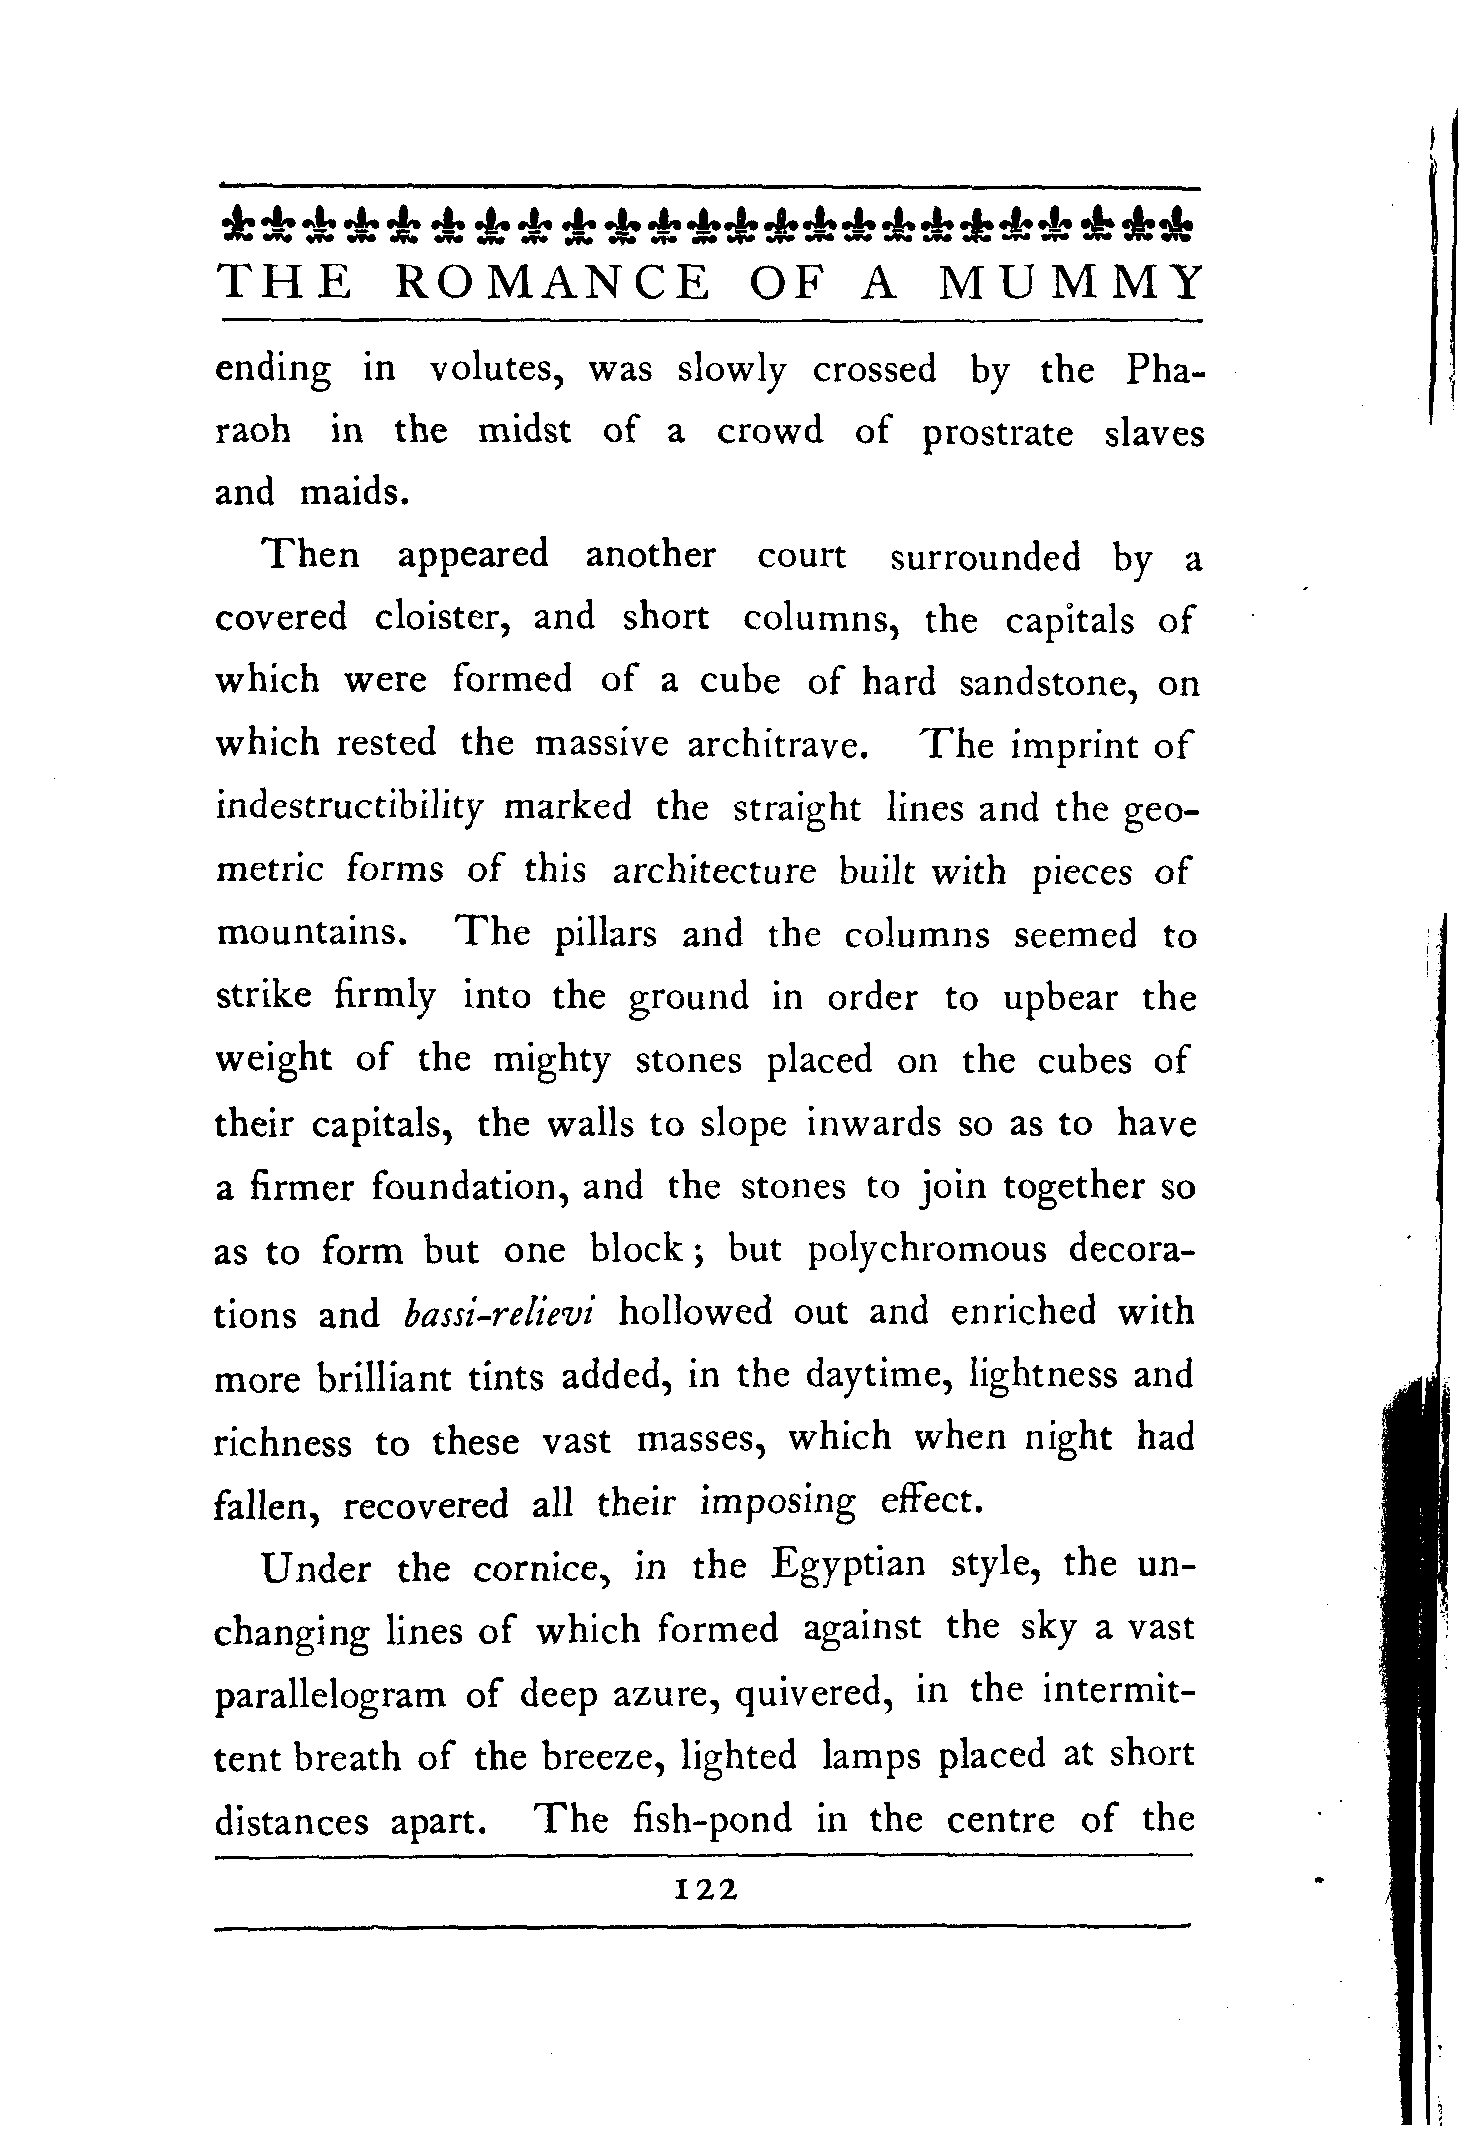 THE ROMANCE OF A MUMMY
ending in volutes, was slowly crossed by the Pha-
raoh in the midst of a crowd of prostrate slaves
and maids.
Then appeared another court surrounded by a
covered cloister, and short columns, the capitals of
which were formed of a cube of hard sandstone, on
which rested the massive architrave. The imprint of
indestructibility marked the straight lines and the geo-
metric forms of this architecture built with pieces of
mountains. The pillars and the columns seemed to
strike firmly into the ground in order to upbear the
weight of the mighty stones placed on the cubes of
their capitals, the walls to slope inwards so as to have
a firmer foundation, and the stones to join together so
as to form but one block; but polychromous decora-
tions and bassi-relievi hollowed out and enriched with
more brilliant tints added, in the daytime, lightness and
richness to these vast masses, which when night had
fallen, recovered all their imposing effect.
Under the cornice, in the Egyptian style, the un-
changing lines of which formed against the sky a vast
parallelogram of deep azure, quivered, in the intermit-
tent breath of the breeze, lighted lamps placed at short
distances apart. The fish-pond in the centre of the
122